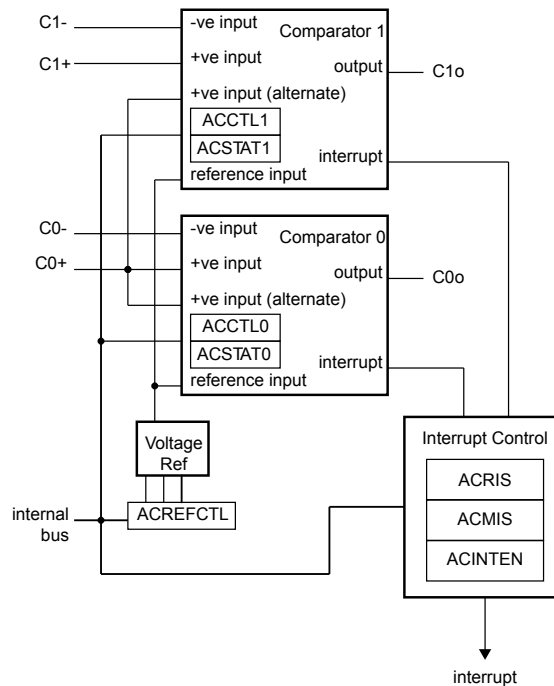 C1-
-ve input
Comparator 1
C1+
+ve input
output
C1o
+ve input (alternate)
ACCTL1
ACSTAT1
interrupt
reference input
C0-
-ve input
Comparator 0
C0+
+ve input
output
C0o
+ve input (alternate)
ACCTL0
ACSTAT0
interrupt
reference input
Voltage
Ref
Interrupt Control
ACRIS
internal
bus
ACREFCTL
ACMIS
ACINTEN
interrupt